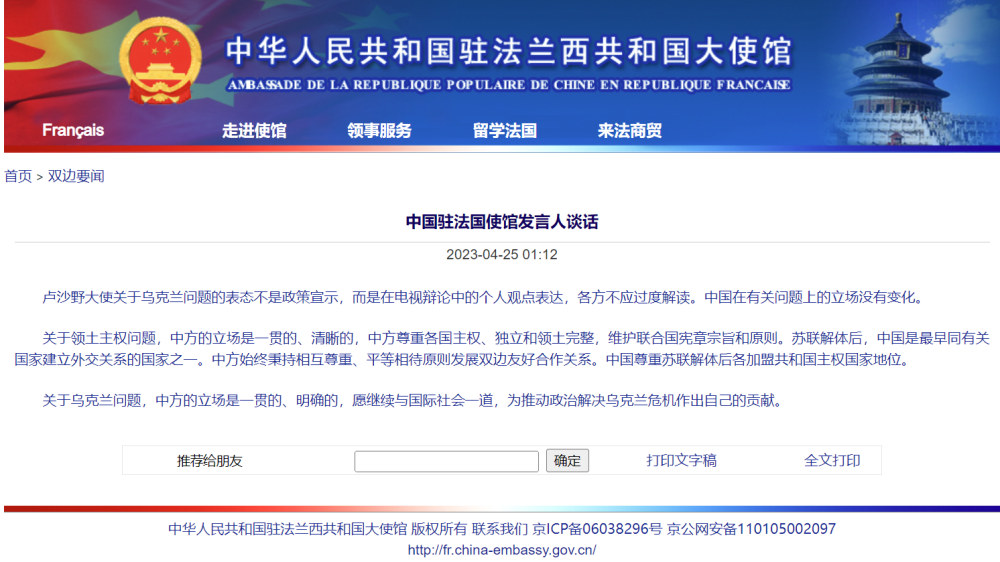 中华人民共和国驻法兰西共和国大使馆
AMBASSADE DE LA REPUBLIQUE POPULAIRE DE CHINE EN REPUBLIQUE FRANCAISE
Français 走进使馆 领事服务 留学法国 来法商贸
首页 > 双边要闻
中国驻法国使馆发言人谈话
2023-04-25 01:12
卢沙野大使关于乌克兰问题的表态不是政策宣示，而是在电视辩论中的个人观点表达，各方不应过度解读。中国在有关问题上的立场没有变化。
关于领土主权问题，中方的立场是一贯的、清晰的，中方尊重各国主权、独立和领土完整，维护联合国宪章宗旨和原则。苏联解体后，中国是最早同有关
国家建立外交关系的国家之一。中方始终秉持相互尊重、平等相待原则发展双边友好合作关系。中国尊重苏联解体后各加盟共和国主权国家地位。
关于乌克兰问题，中方的立场是一贯的、明确的，愿继续与国际社会一道，为推动政治解决乌克兰危机作出自己的贡献。
推荐给朋友 确定 打印文字稿 全文打印
中华人民共和国驻法兰西共和国大使馆 版权所有 联系我们 京ICP备06038296号 京公网安备110105002097
http://fr.china-embassy.gov.cn/